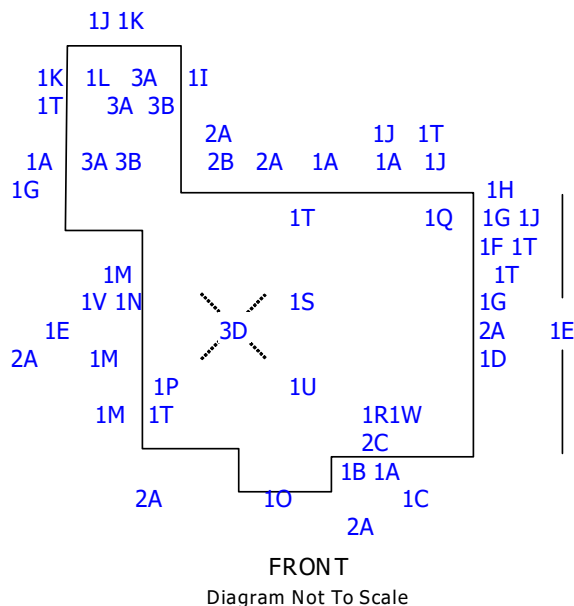 1J 1K
1K 1L 3A 1I
1T 3A 3B
2A 1J 1T
1A 3A 3B 2B 2A 1A 1A 1J
1G 1H
1T 1Q 1G 1J
1F 1T
1M 1T
1V 1N 1S 1G
1E 3D 2A 1E
2A 1M 1D
1P 1U
1M 1T 1R1W
2C
1B 1A
2A 1O 1C
2A
FRONT
Diagram Not To Scale